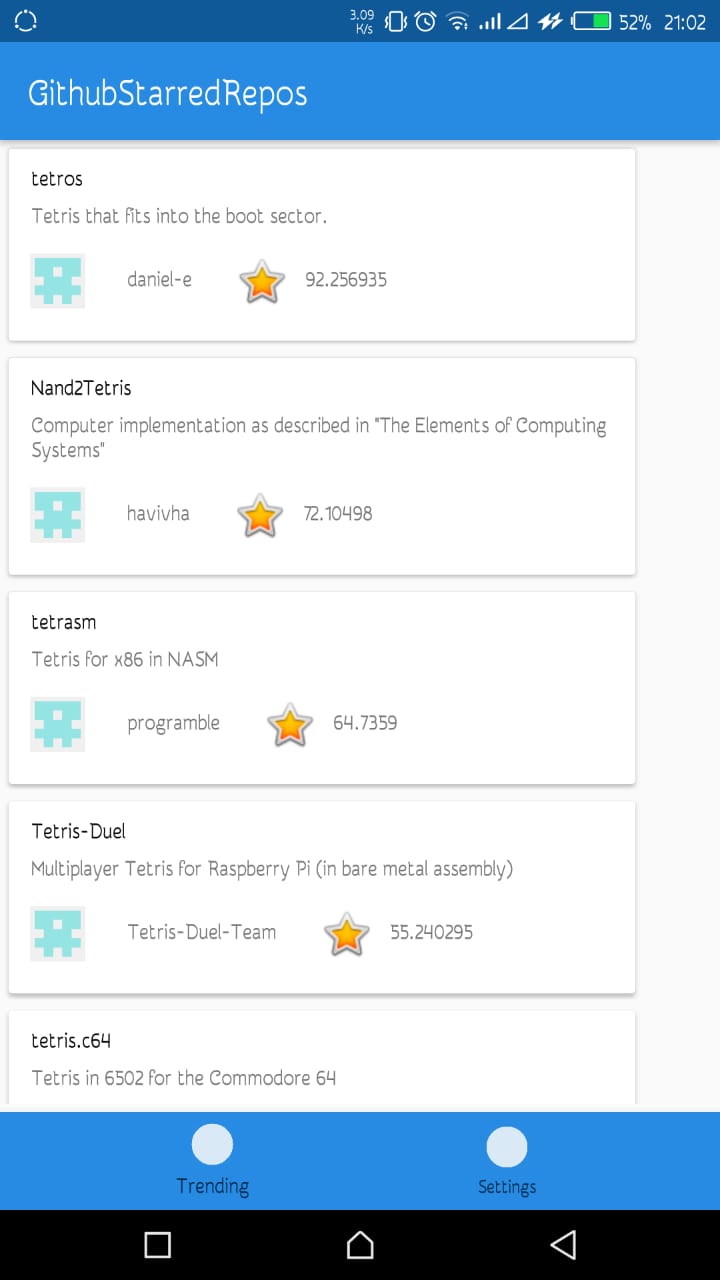 3.09
K/s
52%
21:02
GithubStarredRepos
tetros
Tetris that fits into the boot sector.
daniel-e
92.256935
Nand2Tetris
Computer implementation as described in "The Elements of Computing
Systems"
havivha
72.10498
tetrasm
Tetris for x86 in NASM
programble
64.7359
Tetris-Duel
Multiplayer Tetris for Raspberry Pi (in bare metal assembly)
Tetris-Duel-Team
55.240295
tetris.c64
Tetris in 6502 for the Commodore 64
Trending
Settings